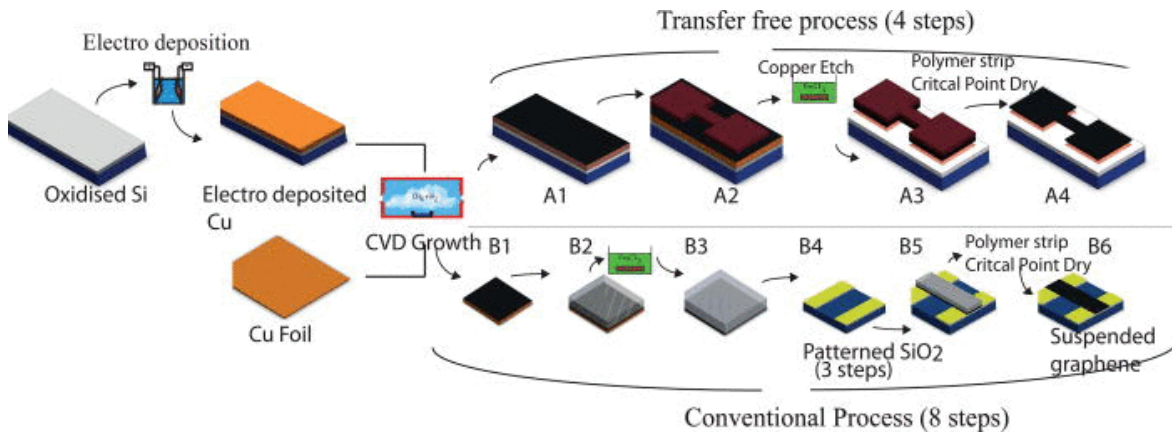 Transfer free process (4 steps)
Electro deposition
Copper Etch
Polymer strip
Critcal Point Dry
Oxidised Si
Electro deposited
Cu
A1
A2
A3
A4
CVD Growth
B1
B2
B3
B4
B5
Polymer strip
Critcal Point Dry
B6
Cu Foil
Patterned SiO2
(3 steps)
Suspended
graphene
Conventional Process (8 steps)